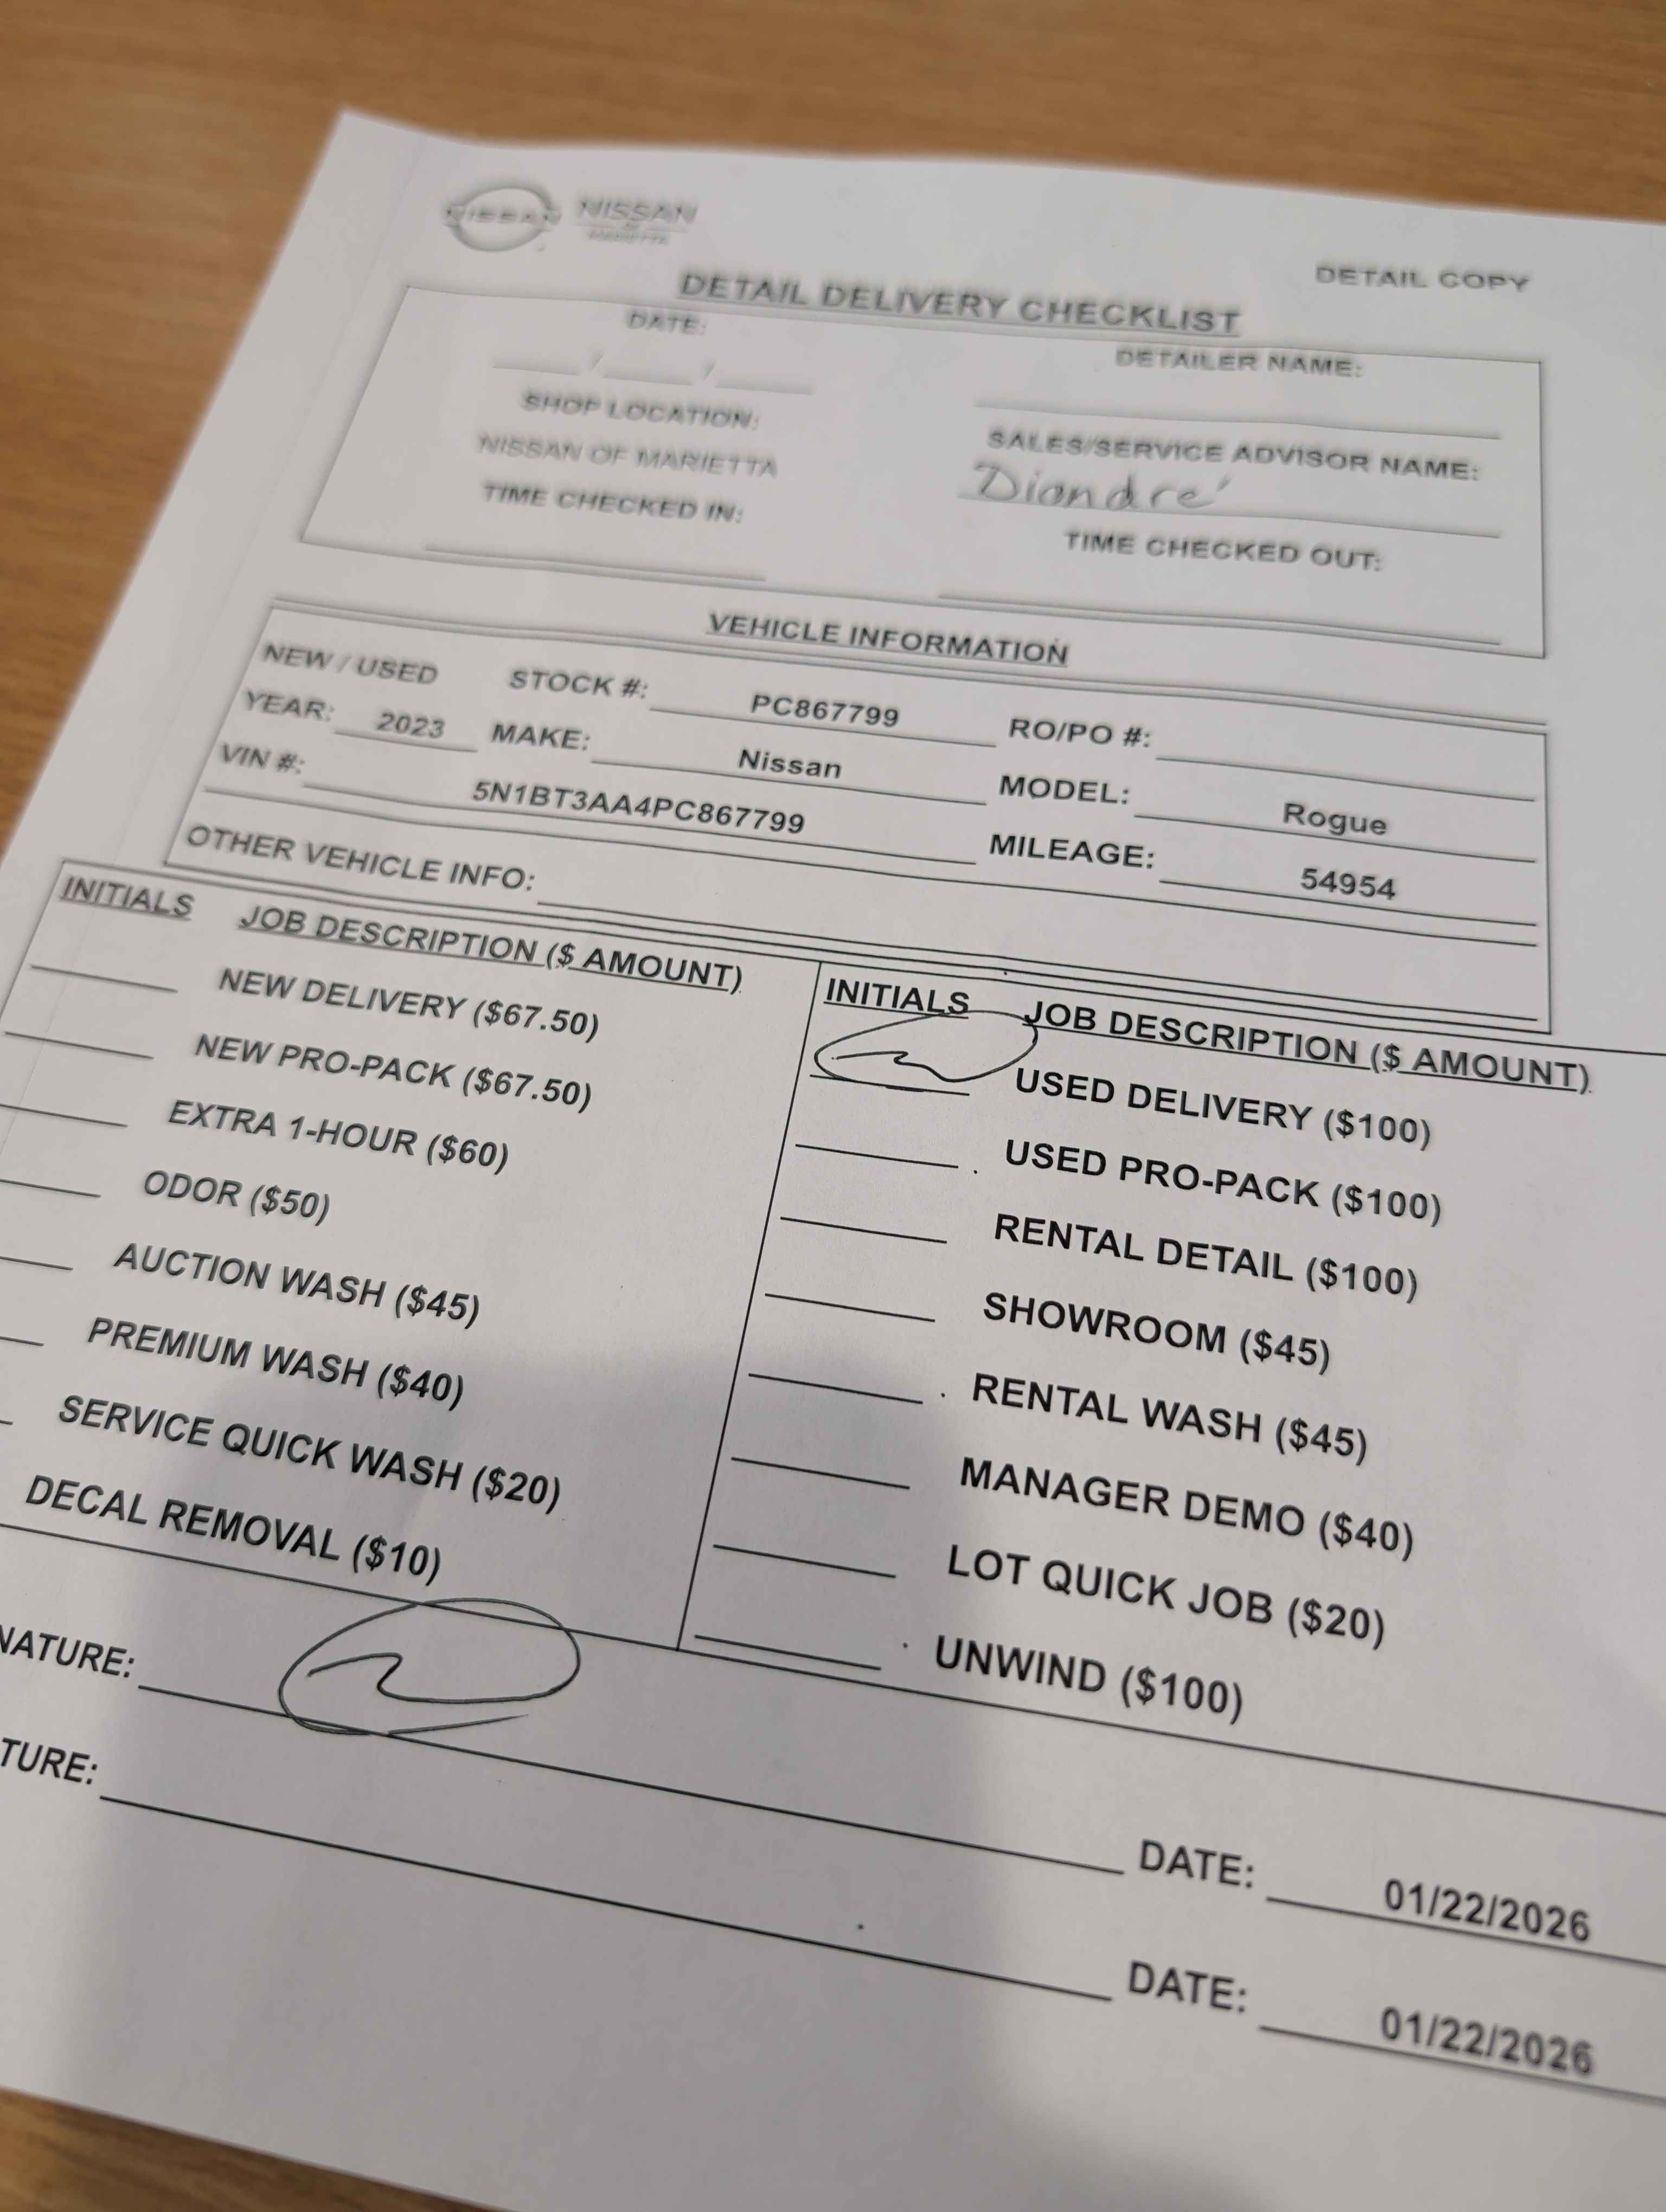 NISSAN NISSAN
OF
MARIETTA
DETAIL COPY
DETAIL DELIVERY CHECKLIST
DATE:
/ /
DETAILER NAME:
SHOP LOCATION:
NISSAN OF MARIETTA
SALES/SERVICE ADVISOR NAME:
Diandre'
TIME CHECKED IN:
TIME CHECKED OUT:
VEHICLE INFORMATION
NEW / USED STOCK #: PC867799 RO/PO #:
YEAR: 2023 MAKE: Nissan MODEL: Rogue
VIN #: 5N1BT3AA4PC867799 MILEAGE: 54954
OTHER VEHICLE INFO:
INITIALS JOB DESCRIPTION ($ AMOUNT)
NEW DELIVERY ($67.50)
NEW PRO-PACK ($67.50)
EXTRA 1-HOUR ($60)
ODOR ($50)
AUCTION WASH ($45)
PREMIUM WASH ($40)
SERVICE QUICK WASH ($20)
DECAL REMOVAL ($10)
INITIALS JOB DESCRIPTION ($ AMOUNT)
USED DELIVERY ($100)
USED PRO-PACK ($100)
RENTAL DETAIL ($100)
SHOWROOM ($45)
RENTAL WASH ($45)
MANAGER DEMO ($40)
LOT QUICK JOB ($20)
UNWIND ($100)
NATURE: DATE: 01/22/2026
TURE: DATE: 01/22/2026